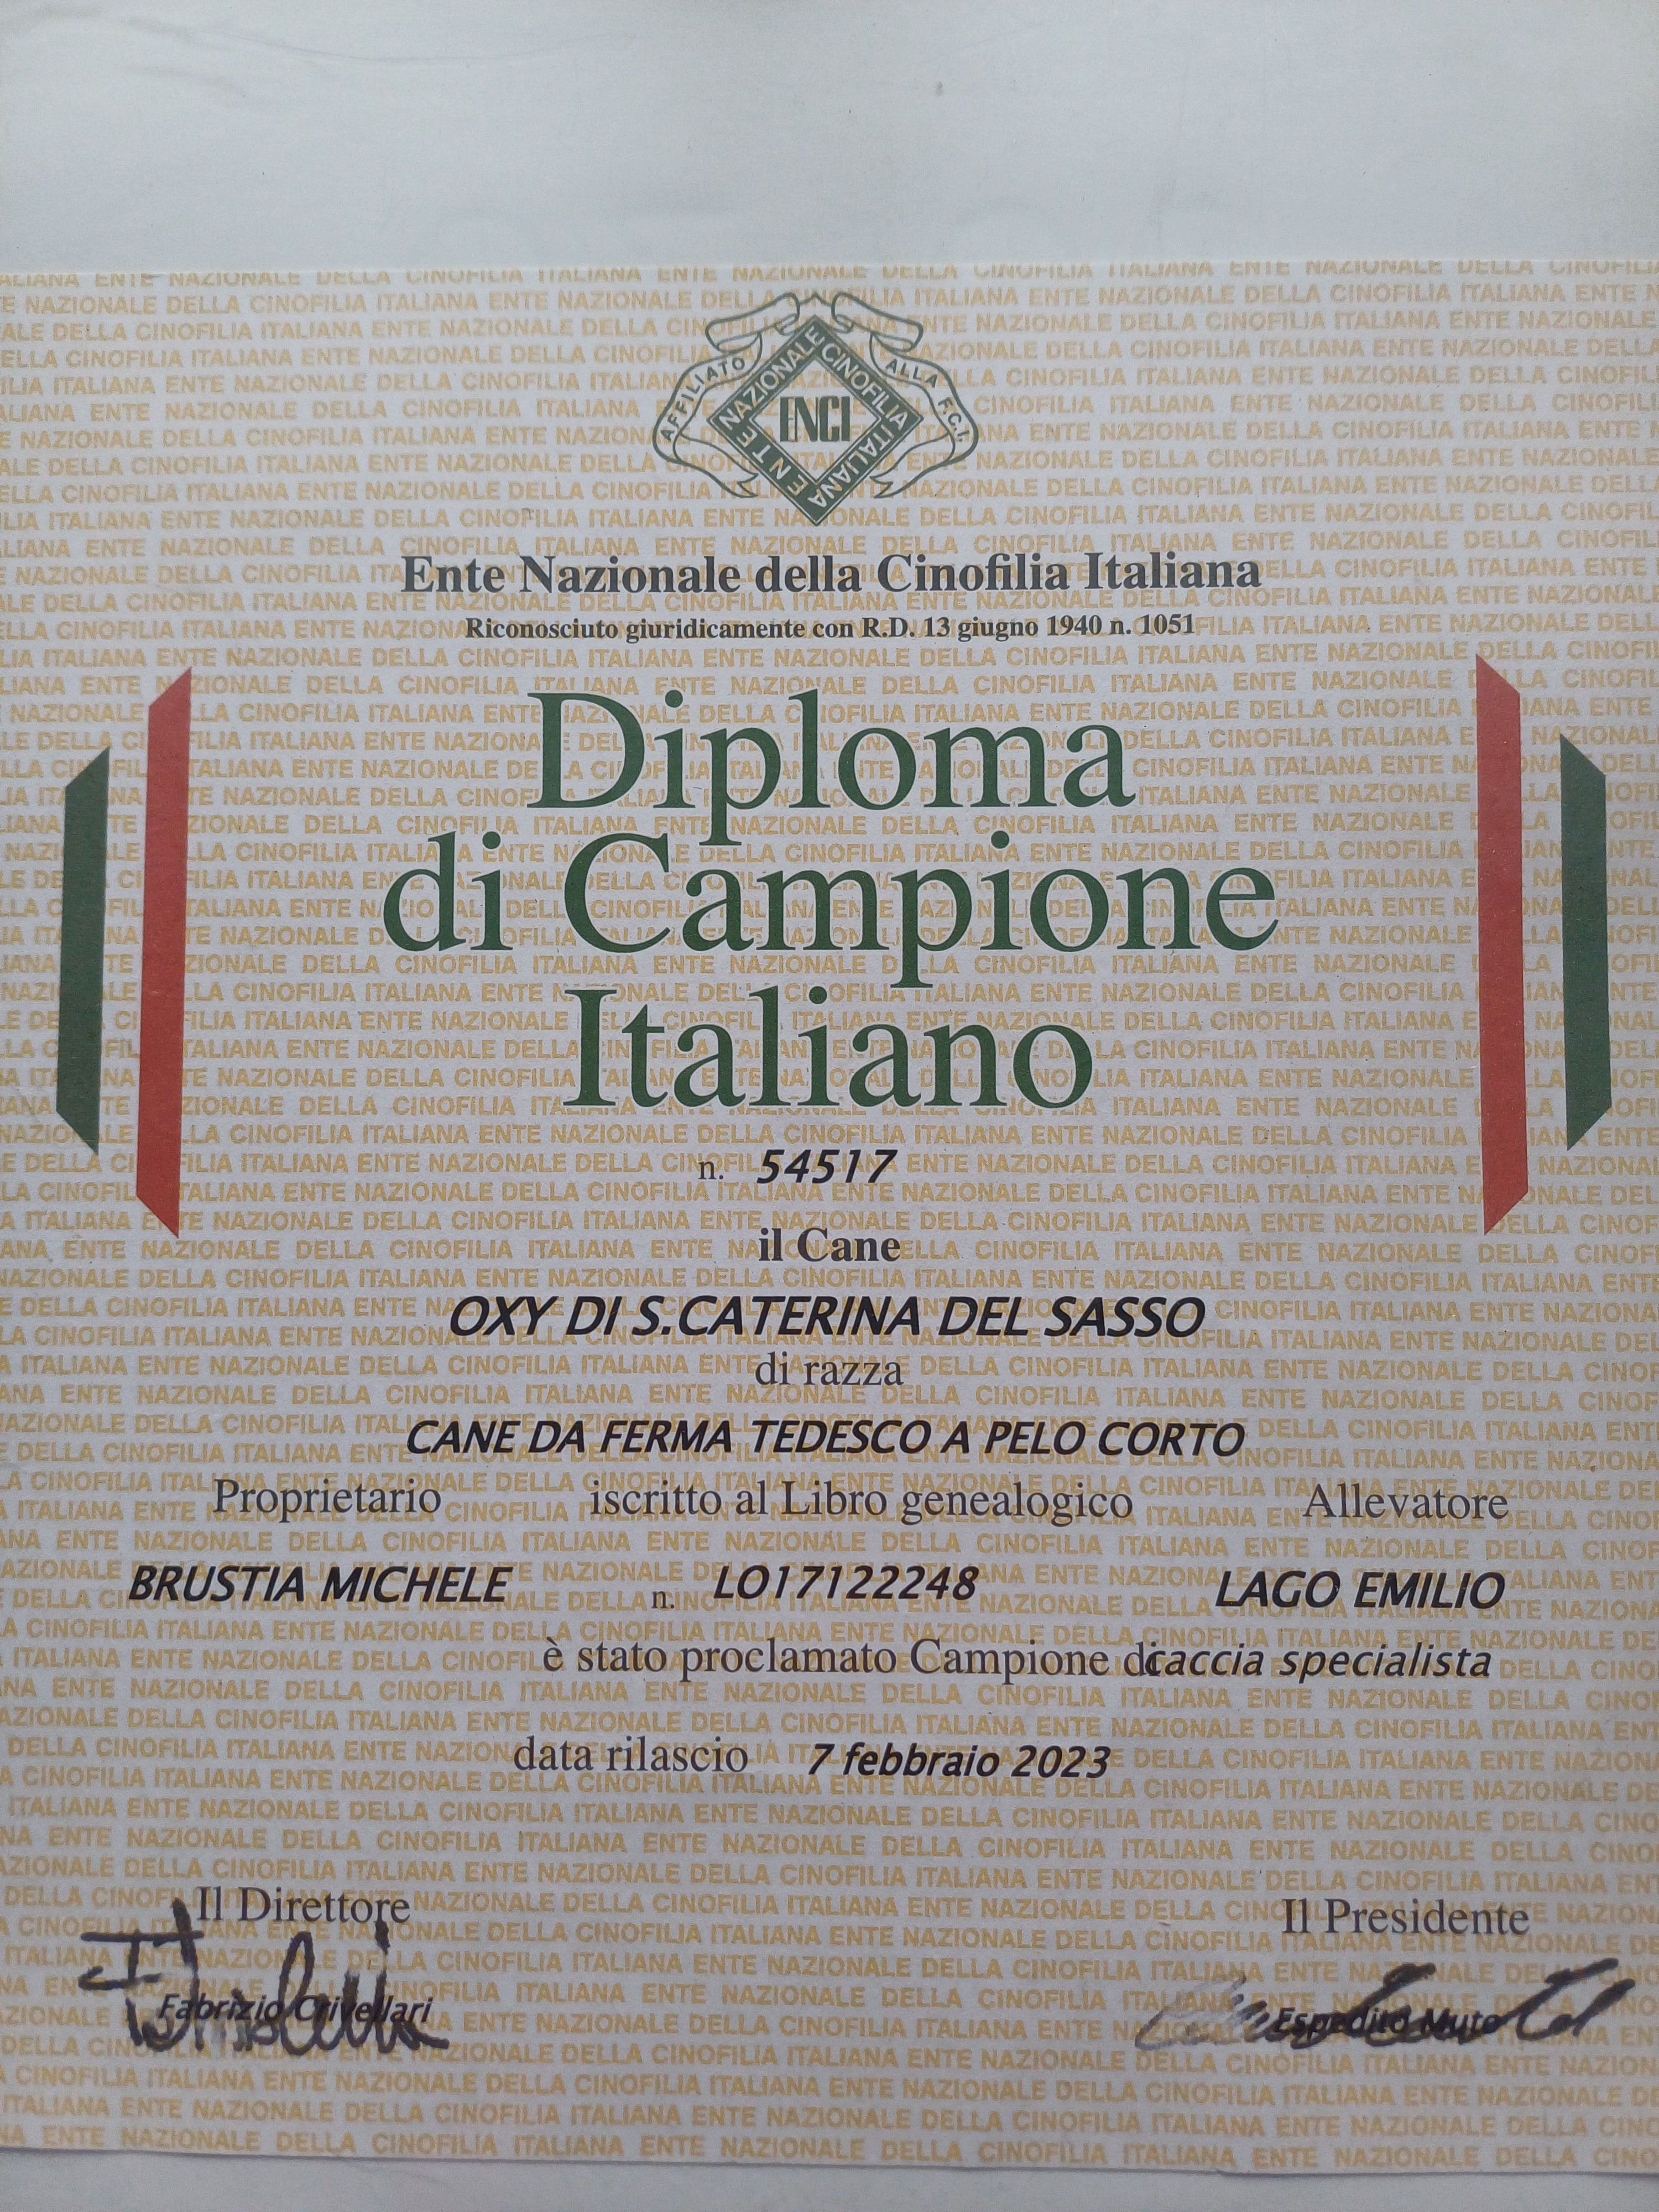 AFFILIATO ALLA F.C.I.
ENTE NAZIONALE CINOFILIA ITALIANA
ENCI
Ente Nazionale della Cinofilia Italiana
Riconosciuto giuridicamente con R.D. 13 giugno 1940 n. 1051
Diploma
di Campione
Italiano
n. 54517
il Cane
OXY DI S.CATERINA DEL SASSO
di razza
CANE DA FERMA TEDESCO A PELO CORTO
Proprietario iscritto al Libro genealogico Allevatore
BRUSTIA MICHELE n. LO17122248 LAGO EMILIO
è stato proclamato Campione di caccia specialista
data rilascio 7 febbraio 2023
Il Direttore Il Presidente
Fabrizio Crivellari Espedito Muto